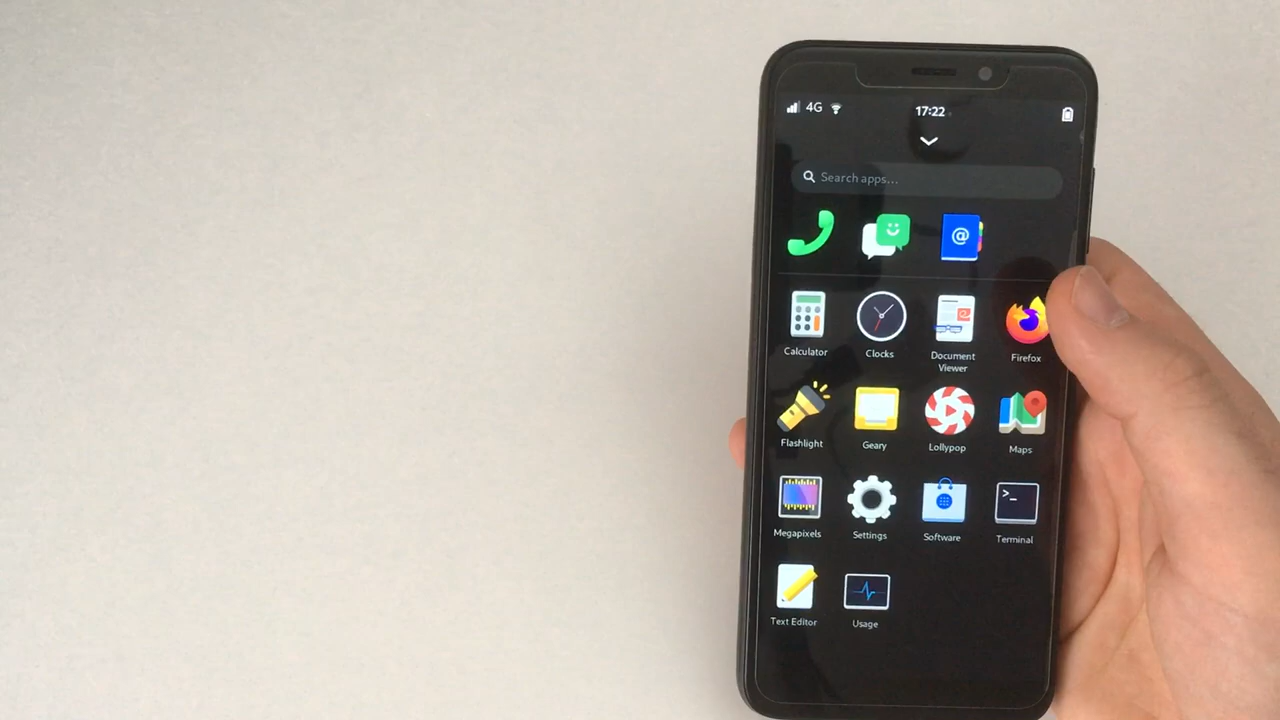 4G
17:22
Search apps...
@
Calculator
Clocks
Document
Viewer
Firefox
Flashlight
Geary
Lollypop
Maps
>_
Megapixels
Settings
Software
Terminal
Text Editor
Usage